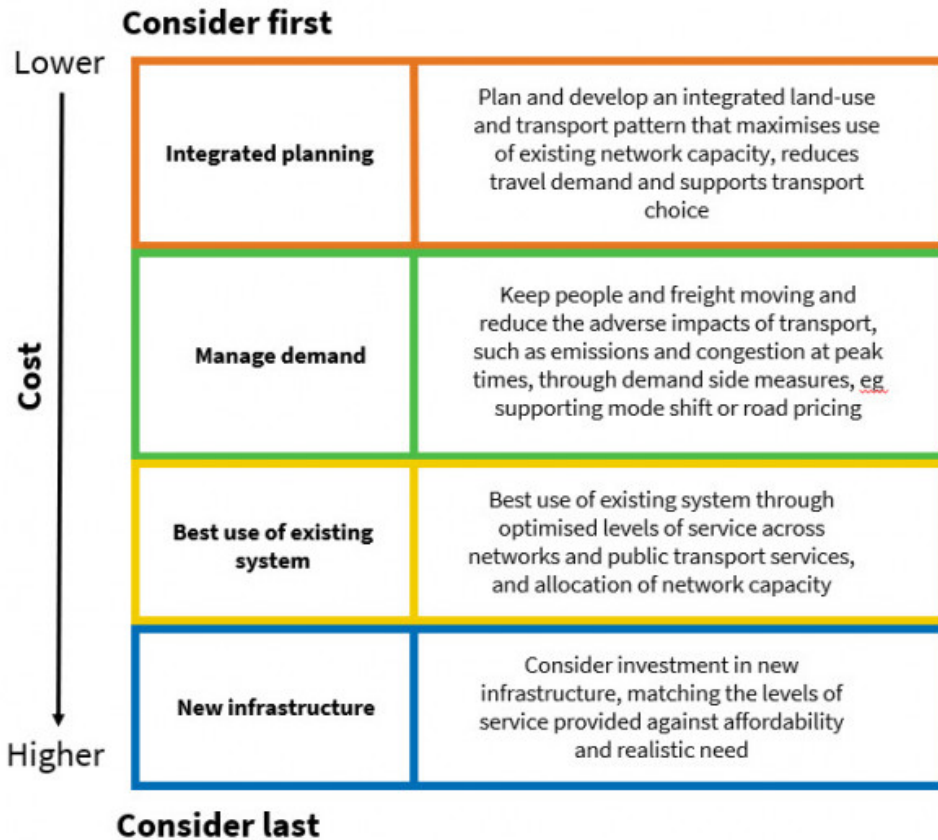 Consider first
Lower
Integrated planning
Plan and develop an integrated land-use
and transport pattern that maximises use
of existing network capacity, reduces
travel demand and supports transport
choice
Cost
Manage demand
Keep people and freight moving and
reduce the adverse impacts of transport,
such as emissions and congestion at peak
times, through demand side measures, eg
supporting mode shift or road pricing
Best use of existing
system
Best use of existing system through
optimised levels of service across
networks and public transport services,
and allocation of network capacity
New infrastructure
Consider investment in new
infrastructure, matching the levels of
service provided against affordability
and realistic need
Higher
Consider last